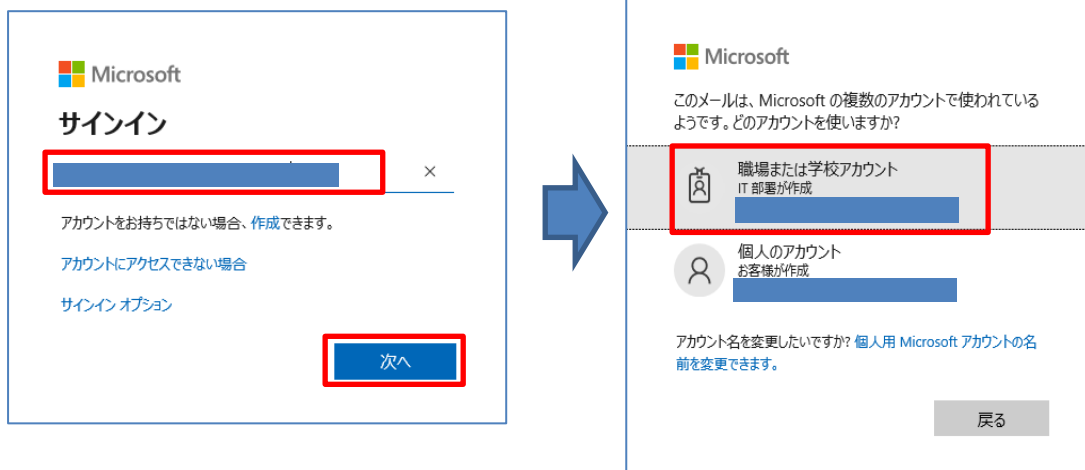 Microsoft
サインイン
×
アカウントをお持ちではない場合、作成できます。
アカウントにアクセスできない場合
サインイン オプション
次へ
Microsoft
このメールは、Microsoft の複数のアカウントで使われている
ようです。どのアカウントを使いますか?
職場または学校アカウント
IT 部署が作成
個人のアカウント
お客様が作成
アカウント名を変更したいですか? 個人用 Microsoft アカウントの名
前を変更できます。
戻る